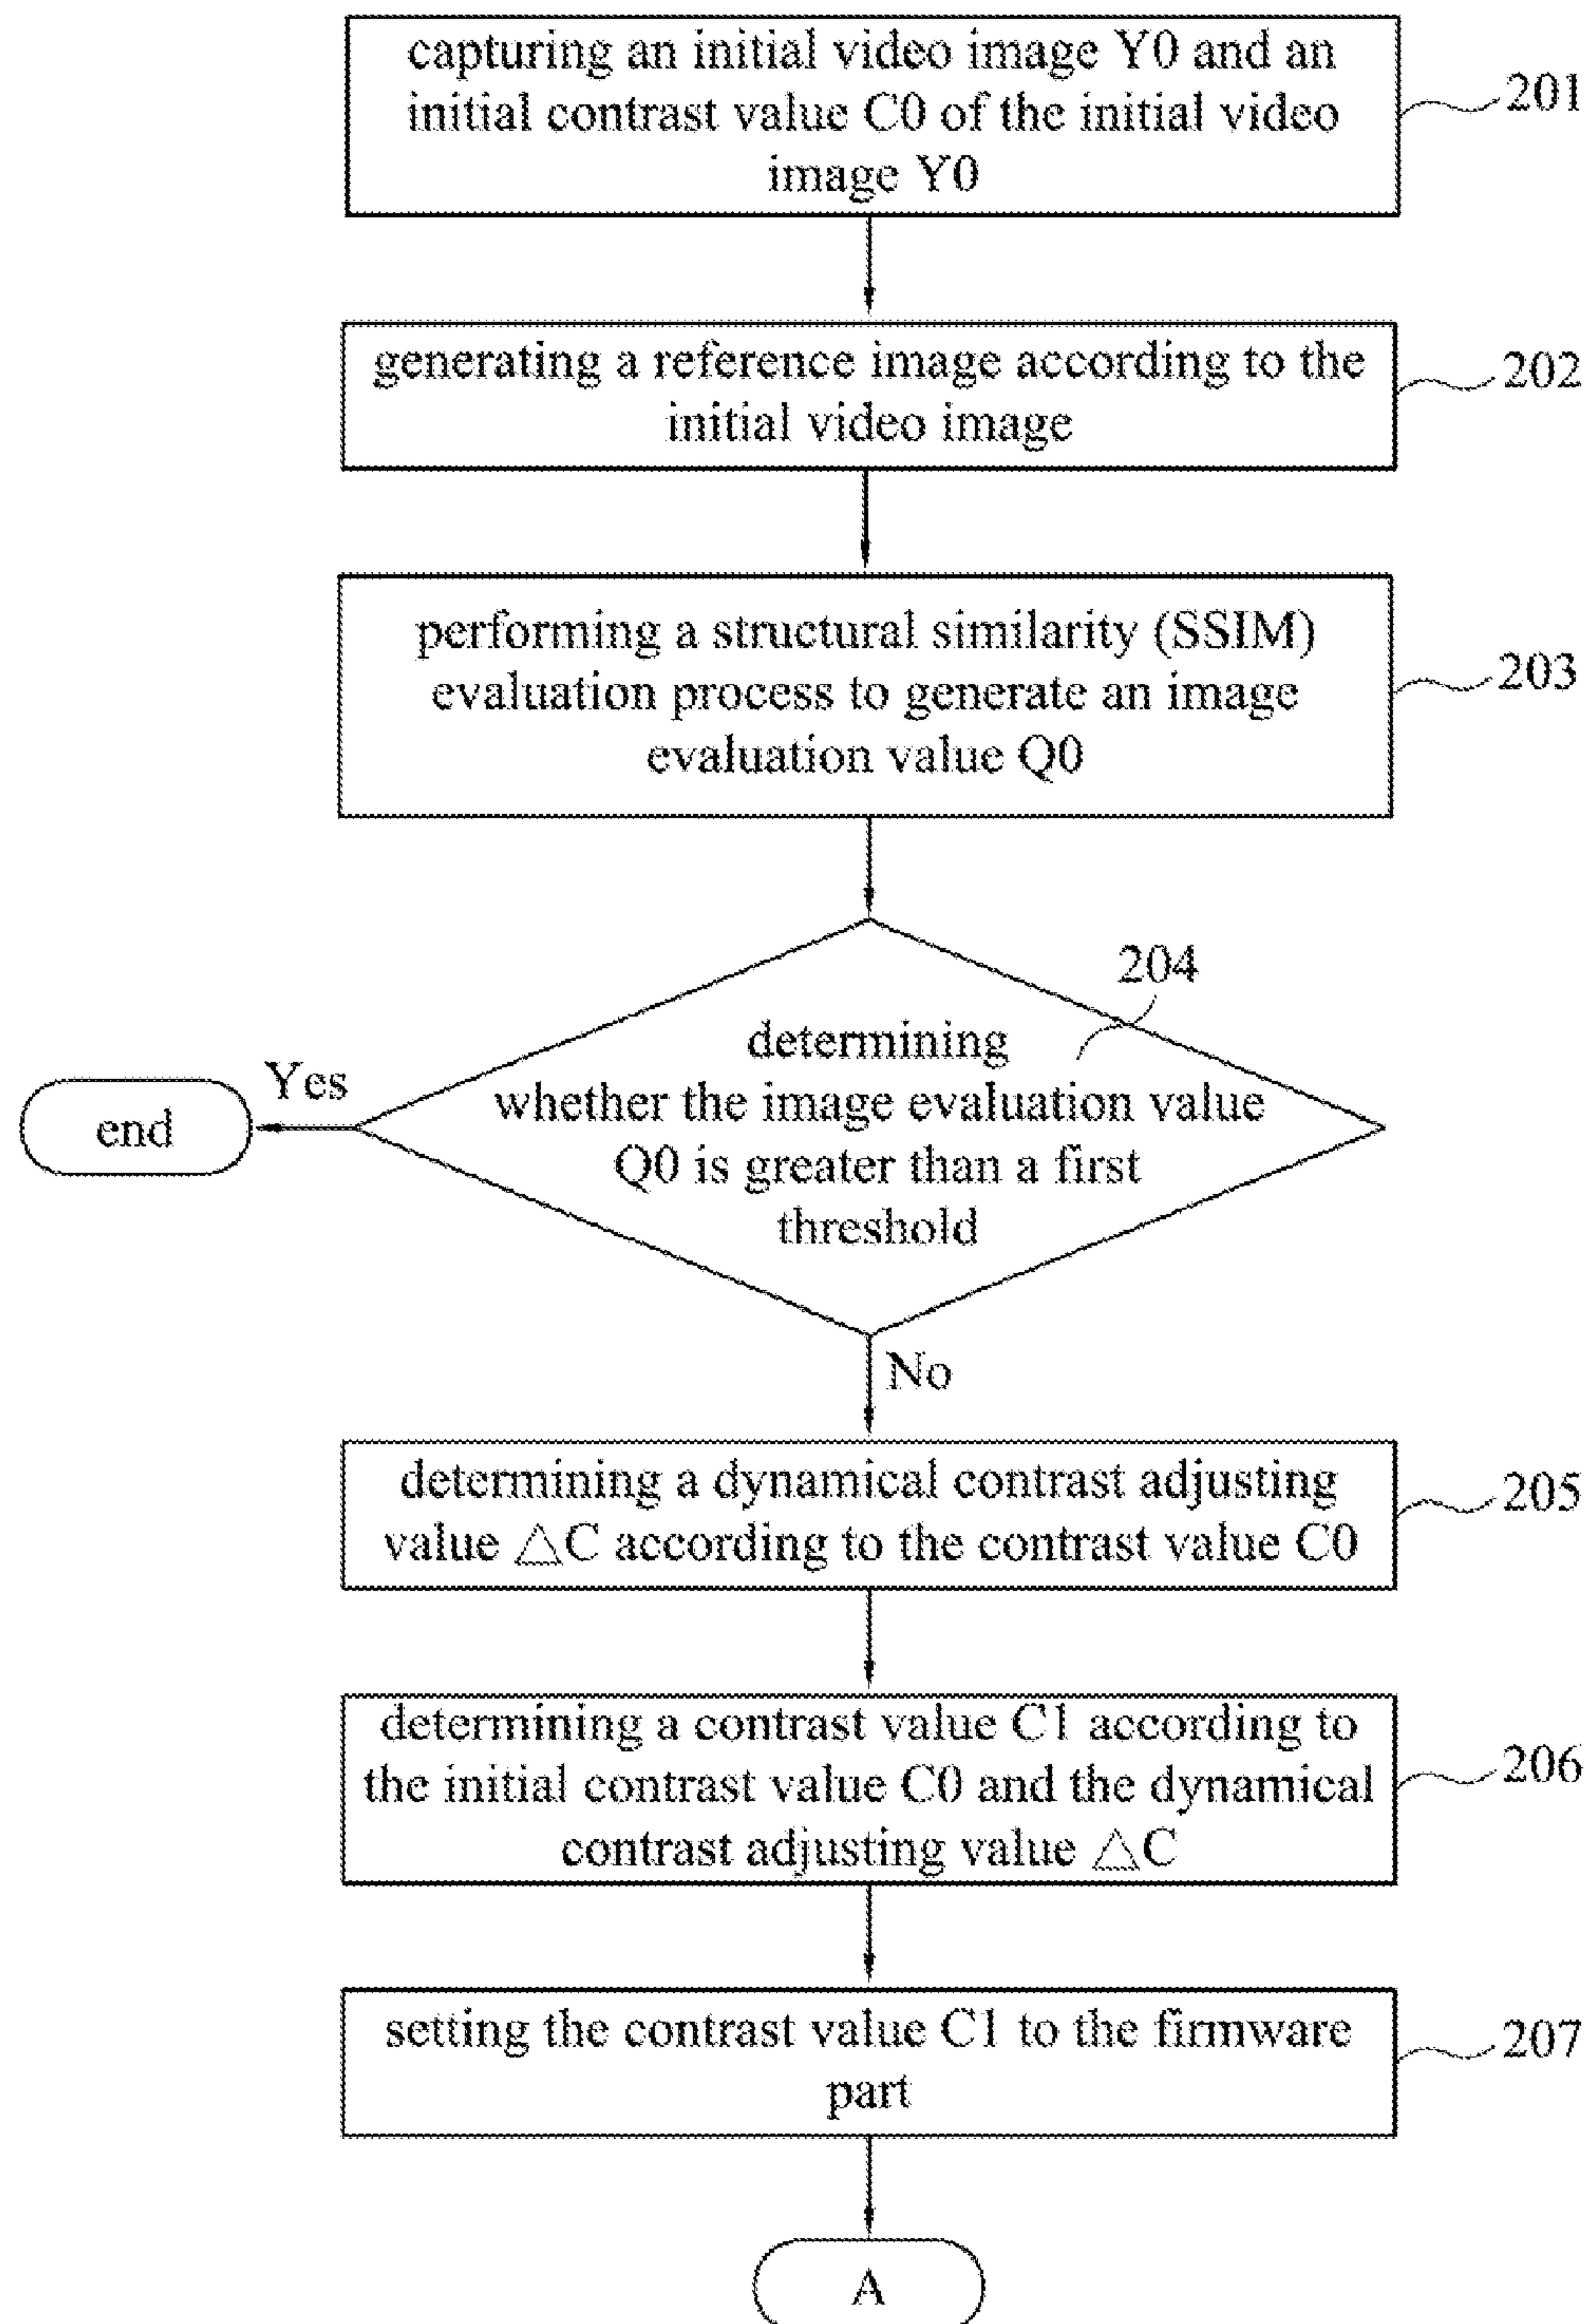 capturing an initial video image Y0 and an
initial contrast value C0 of the initial video
image Y0
201
generating a reference image according to the
initial video image
202
performing a structural similarity (SSIM)
evaluation process to generate an image
evaluation value Q0
203
204
determining
whether the image evaluation value
Q0 is greater than a first
threshold
Yes
end
No
determining a dynamical contrast adjusting
value △C according to the contrast value C0
205
determining a contrast value C1 according to
the initial contrast value C0 and the dynamical
contrast adjusting value △C
206
setting the contrast value C1 to the firmware
part
207
A